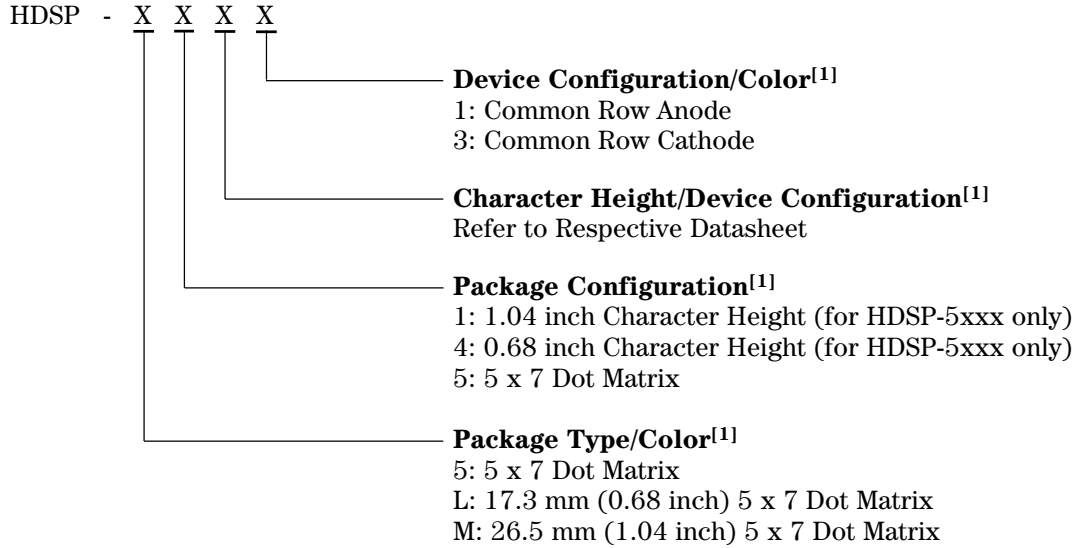 HDSP - X X X X
Device Configuration/Color[1]
1: Common Row Anode
3: Common Row Cathode
Character Height/Device Configuration[1]
Refer to Respective Datasheet
Package Configuration[1]
1: 1.04 inch Character Height (for HDSP-5xxx only)
4: 0.68 inch Character Height (for HDSP-5xxx only)
5: 5 x 7 Dot Matrix
Package Type/Color[1]
5: 5 x 7 Dot Matrix
L: 17.3 mm (0.68 inch) 5 x 7 Dot Matrix
M: 26.5 mm (1.04 inch) 5 x 7 Dot Matrix